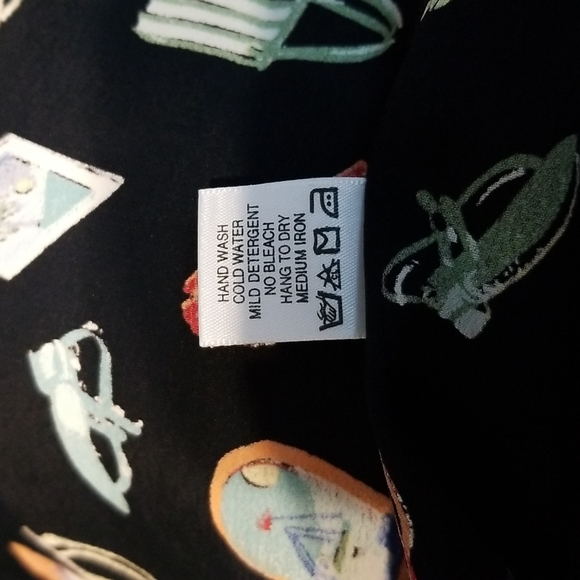 HAND WASH
COLD WATER
MILD DETERGENT
NO BLEACH
HANG TO DRY
MEDIUM IRON